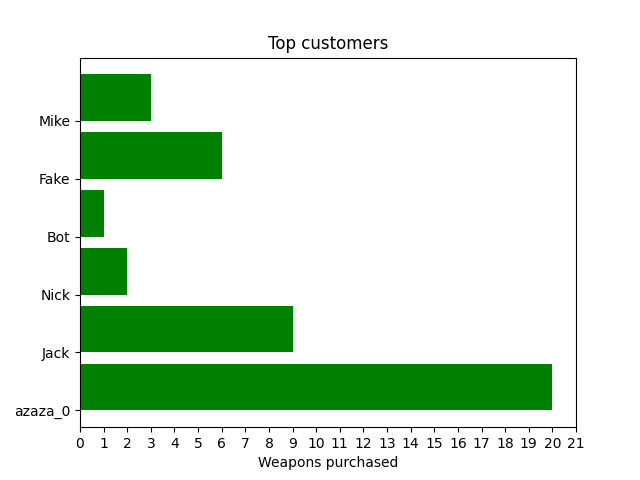 Top customers
Mike
Fake
Bot
Nick
Jack
azaza_0
0 1 2 3 4 5 6 7 8 9 10 11 12 13 14 15 16 17 18 19 20 21
Weapons purchased